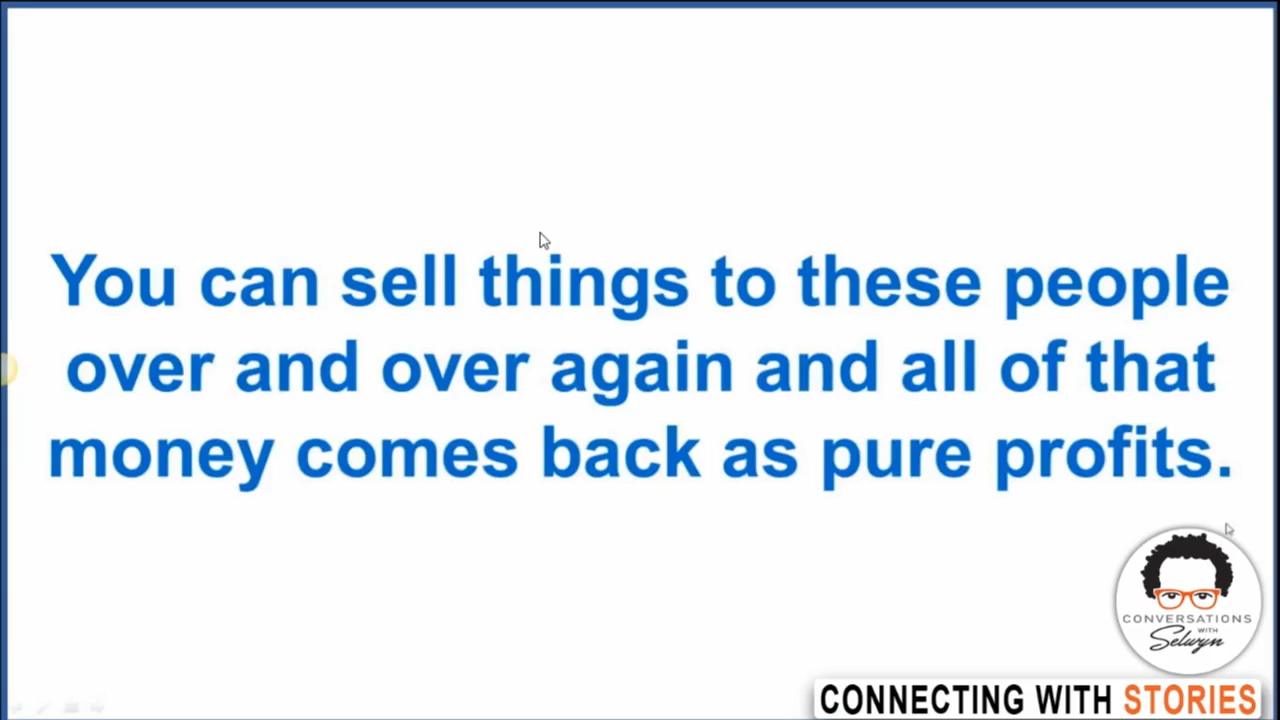 You can sell things to these people
over and over again and all of that
money comes back as pure profits.
CONVERSATIONS
WITH
Selwyn
CONNECTING WITH STORIES